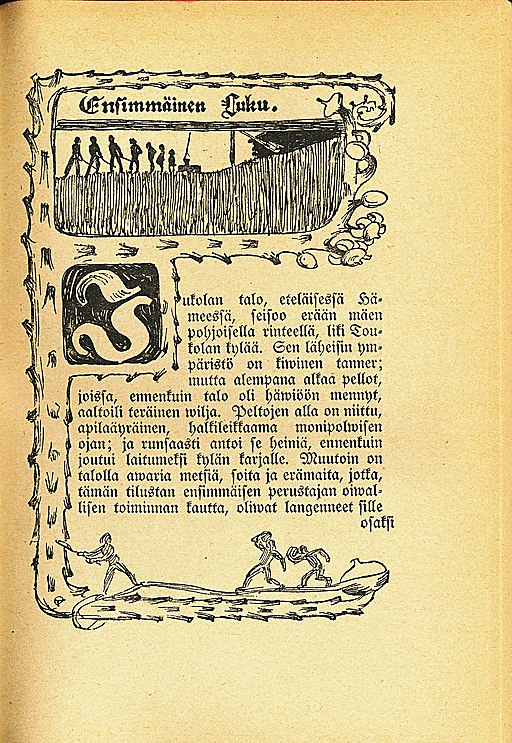 Ensimmäinen Luku.
Jukolan talo, eteläisessä Hä-
meessä, seisoo erään mäen
pohjoisella rinteellä, liki Tou-
kolan kylää. Sen läheisin ym-
päristö on kiwinen tanner;
mutta alempana alkaa pellot,
joissa, ennenkuin talo oli häwiöön mennyt,
aaltoili teräinen wilja. Peltojen alla on niittu,
apilaäyräinen, halkileikkaama monipolwisen
ojan; ja runsaasti antoi se heiniä, ennenkuin
joutui laitumeksi kylän karjalle. Muutoin on
talolla awaria metsiä, soita ja erämaita, jotka,
tämän tilustan ensimmäisen perustajan oiwal-
lisen toiminnan kautta, oliwat langenneet sille
osaksi